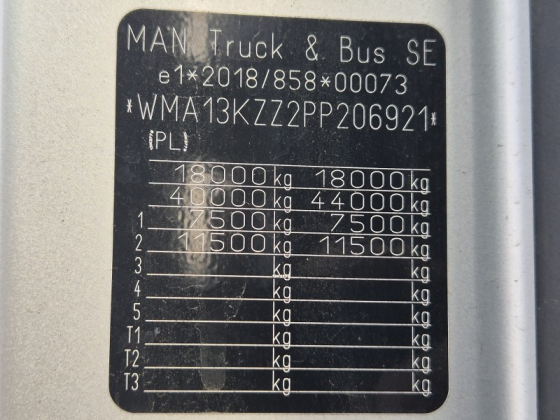 MAN Truck & Bus SE
e1*2018/858*00073
*WMA13KZZ2PP206921*
(PL)
18000 kg 18000 kg
40000 kg 44000 kg
1 7500 kg 7500 kg
2 11500 kg 11500 kg
3 kg kg
4 kg kg
5 kg kg
T1 kg kg
T2 kg kg
T3 kg kg